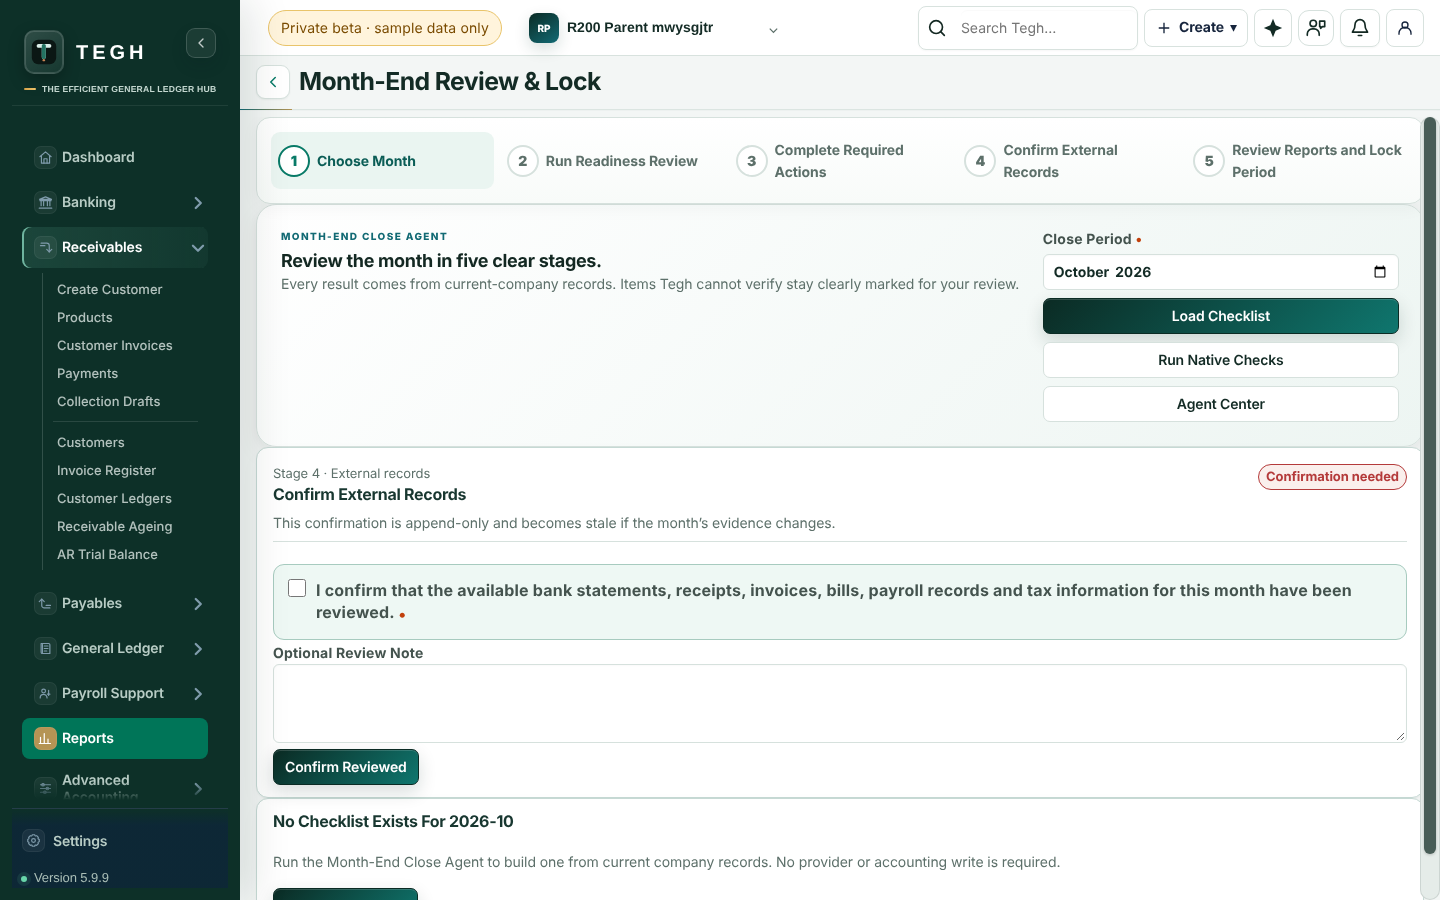 TEGH
THE EFFICIENT GENERAL LEDGER HUB
Private beta · sample data only
RP
R200 Parent mwysgjtr
Search Tegh...
+ Create ▾
Month-End Review & Lock
Dashboard
Banking
Receivables
Create Customer
Products
Customer Invoices
Payments
Collection Drafts
Customers
Invoice Register
Customer Ledgers
Receivable Ageing
AR Trial Balance
Payables
General Ledger
Payroll Support
Reports
Advanced
Accounting
Settings
Version 5.9.9
1 Choose Month
2 Run Readiness Review
3 Complete Required
Actions
4 Confirm External
Records
5 Review Reports and Lock
Period
MONTH-END CLOSE AGENT
Review the month in five clear stages.
Every result comes from current-company records. Items Tegh cannot verify stay clearly marked for your review.
Close Period •
October 2026
Load Checklist
Run Native Checks
Agent Center
Stage 4 · External records
Confirm External Records
Confirmation needed
This confirmation is append-only and becomes stale if the month's evidence changes.
I confirm that the available bank statements, receipts, invoices, bills, payroll records and tax information for this month have been
reviewed. •
Optional Review Note
Confirm Reviewed
No Checklist Exists For 2026-10
Run the Month-End Close Agent to build one from current company records. No provider or accounting write is required.